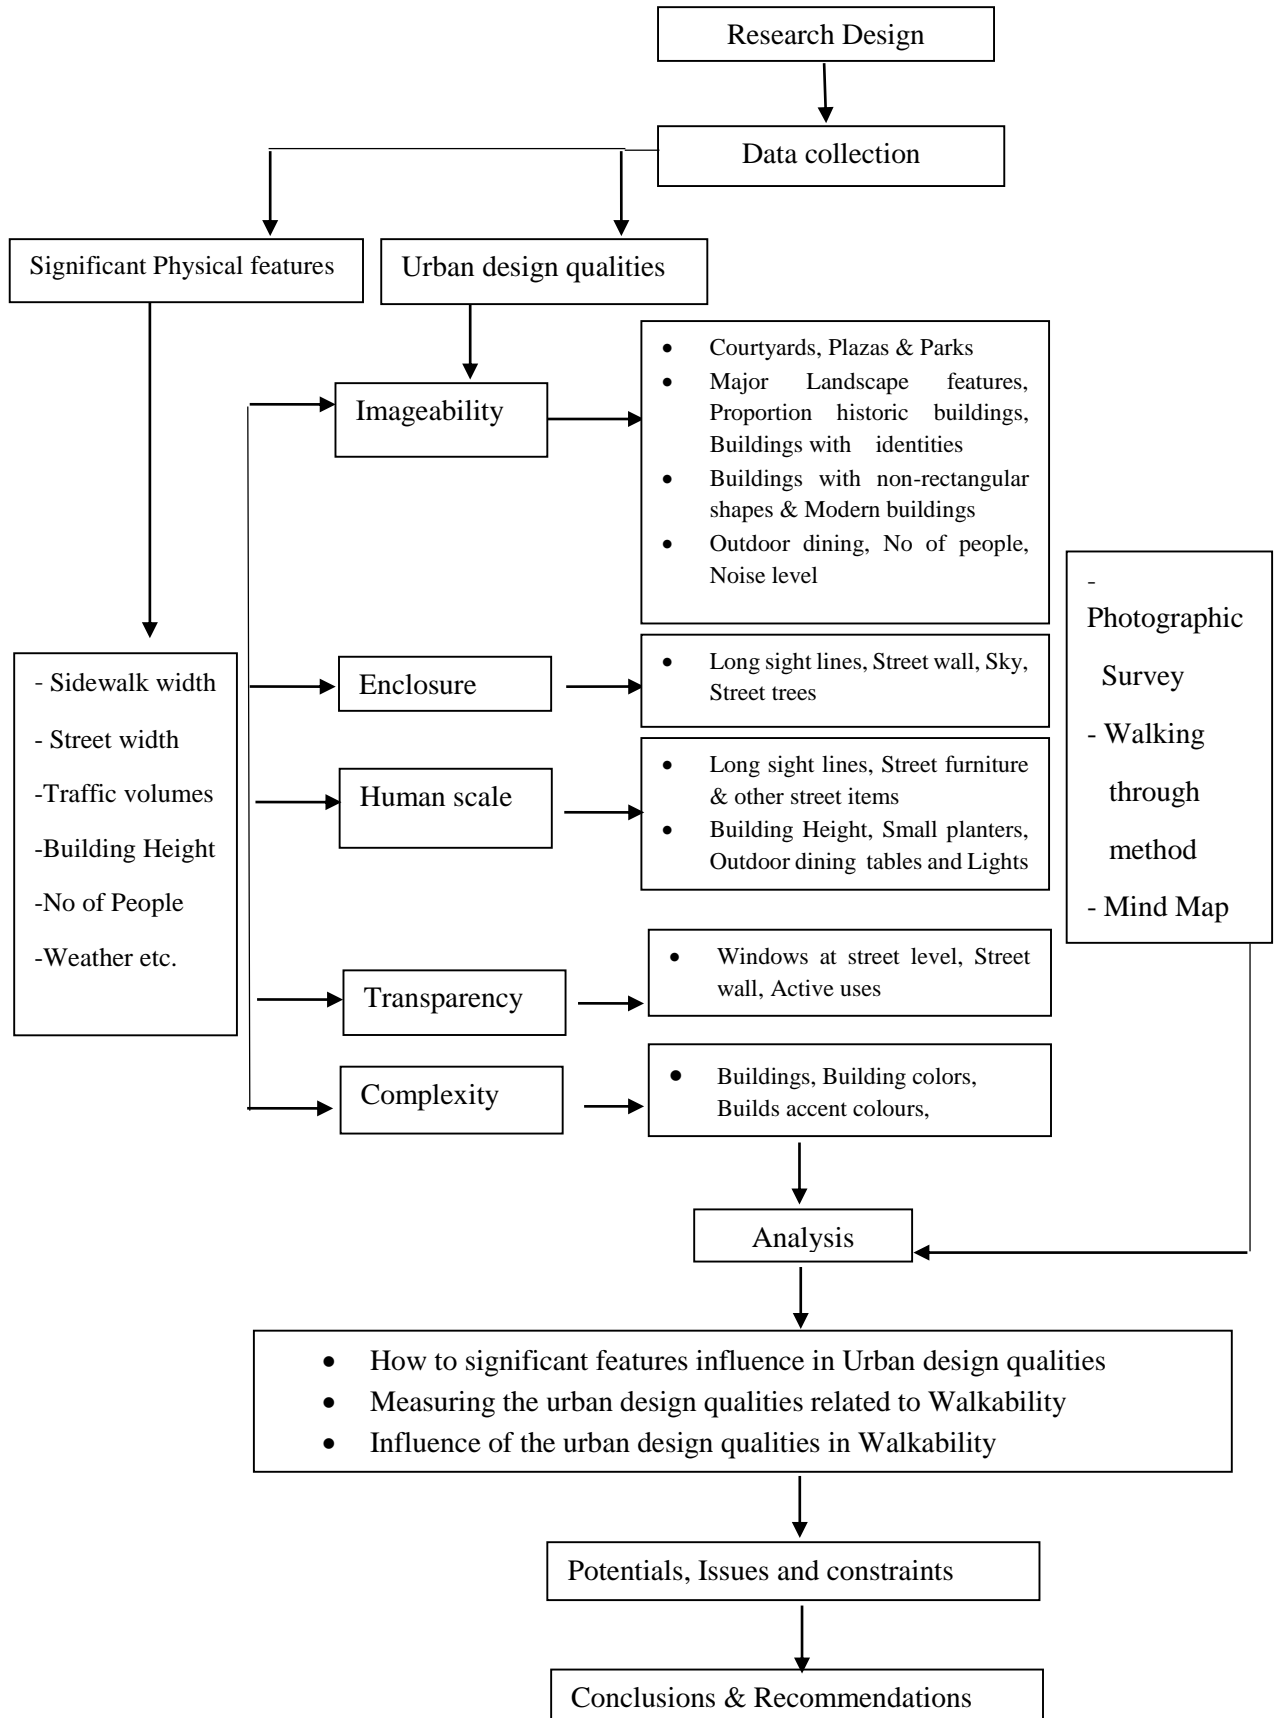 Research Design
Data collection
Significant Physical features
Urban design qualities
Imageability
• Courtyards, Plazas & Parks
• Major Landscape features,
Proportion historic buildings,
Buildings with identities
• Buildings with non-rectangular
shapes & Modern buildings
• Outdoor dining, No of people,
Noise level
- Sidewalk width
- Street width
-Traffic volumes
-Building Height
-No of People
-Weather etc.
Enclosure
• Long sight lines, Street wall, Sky,
Street trees
Human scale
• Long sight lines, Street furniture
& other street items
• Building Height, Small planters,
Outdoor dining tables and Lights
Transparency
• Windows at street level, Street
wall, Active uses
Complexity
• Buildings, Building colors,
Builds accent colours,
-
Photographic
Survey
- Walking
through
method
- Mind Map
Analysis
• How to significant features influence in Urban design qualities
• Measuring the urban design qualities related to Walkability
• Influence of the urban design qualities in Walkability
Potentials, Issues and constraints
Conclusions & Recommendations